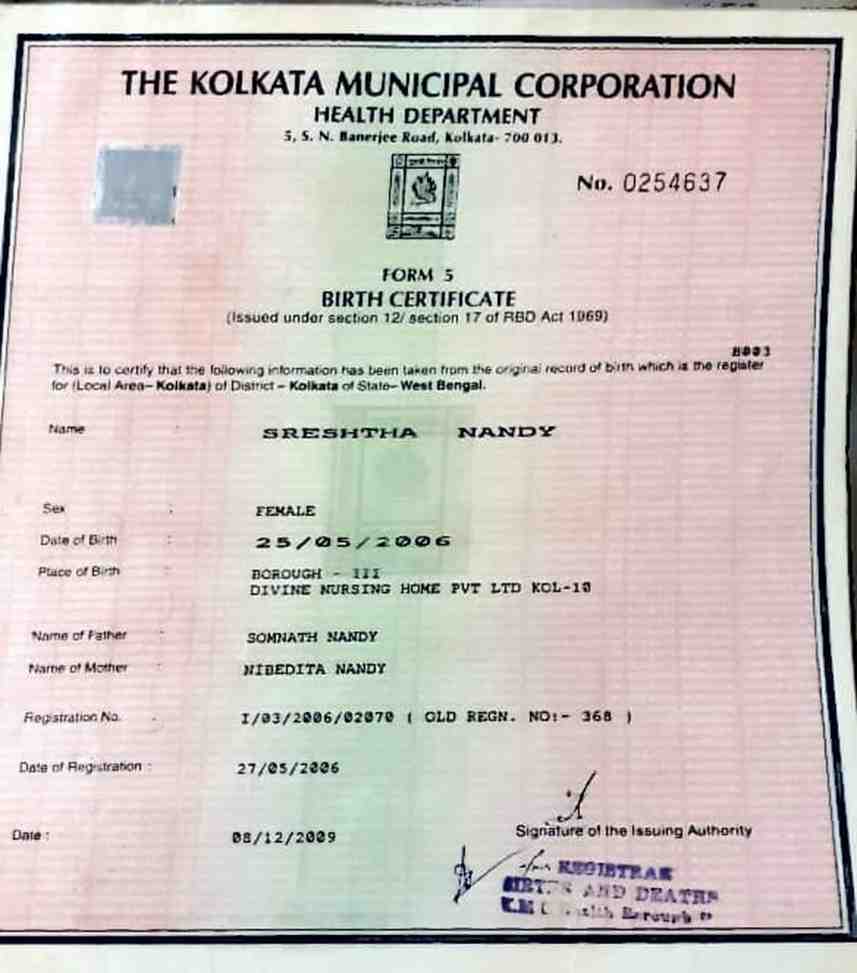 THE KOLKATA MUNICIPAL CORPORATION
HEALTH DEPARTMENT
5, S. N. Banerjee Road, Kolkata- 700 013.
No. 0254637
FORM 5
BIRTH CERTIFICATE
(Issued under section 12/ section 17 of RBD Act 1969)
B003
This is to certify that the following information has been taken from the original record of birth which is the register
for (Local Area– Kolkata) of District – Kolkata of State– West Bengal.
Name : SRESHTHA NANDY
Sex : FEMALE
Date of Birth : 25/05/2006
Place of Birth : BOROUGH - III
DIVINE NURSING HOME PVT LTD KOL-10
Name of Father : SOMNATH NANDY
Name of Mother : NIBEDITA NANDY
Registration No. : I/03/2006/02070 ( OLD REGN. NO:- 368 )
Date of Registration : 27/05/2006
Date : 08/12/2009
Signature of the Issuing Authority
REGISTRAR
BIRTHS AND DEATHS
Health Borough